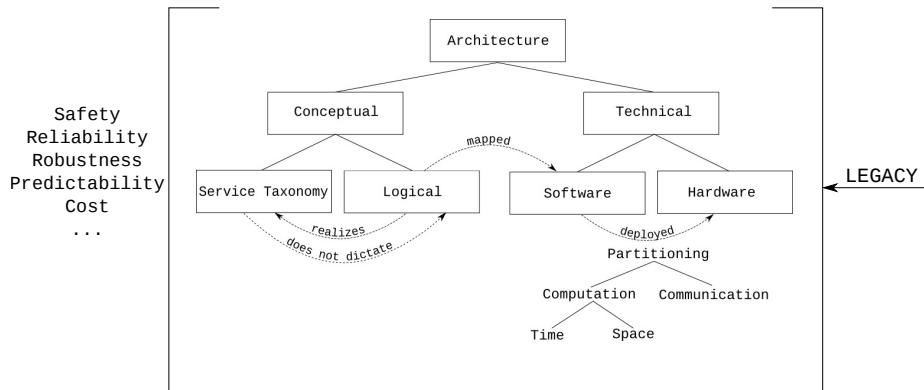 Architecture
Conceptual
Technical
Safety
Reliability
Robustness
Predictability
Cost
...
mapped
Service Taxonomy
Logical
Software
Hardware
LEGACY
realizes
does not dictate
deployed
Partitioning
Computation
Communication
Time
Space